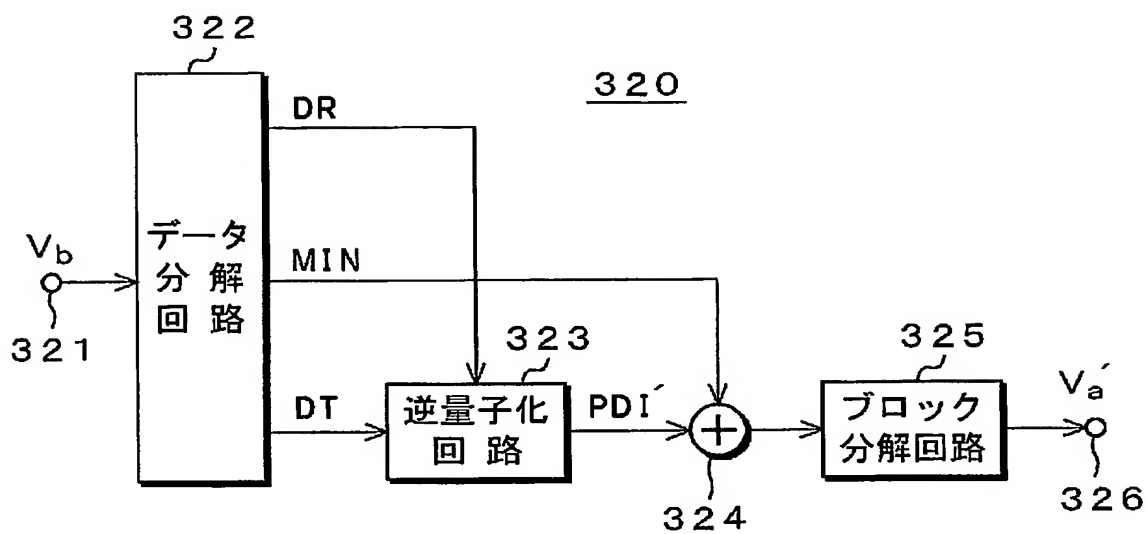 322
320
DR
データ
分解
回路
Vb
321
MIN
DT
323
逆量子化
回路
PDI´
324
325
ブロック
分解回路
Va´
326